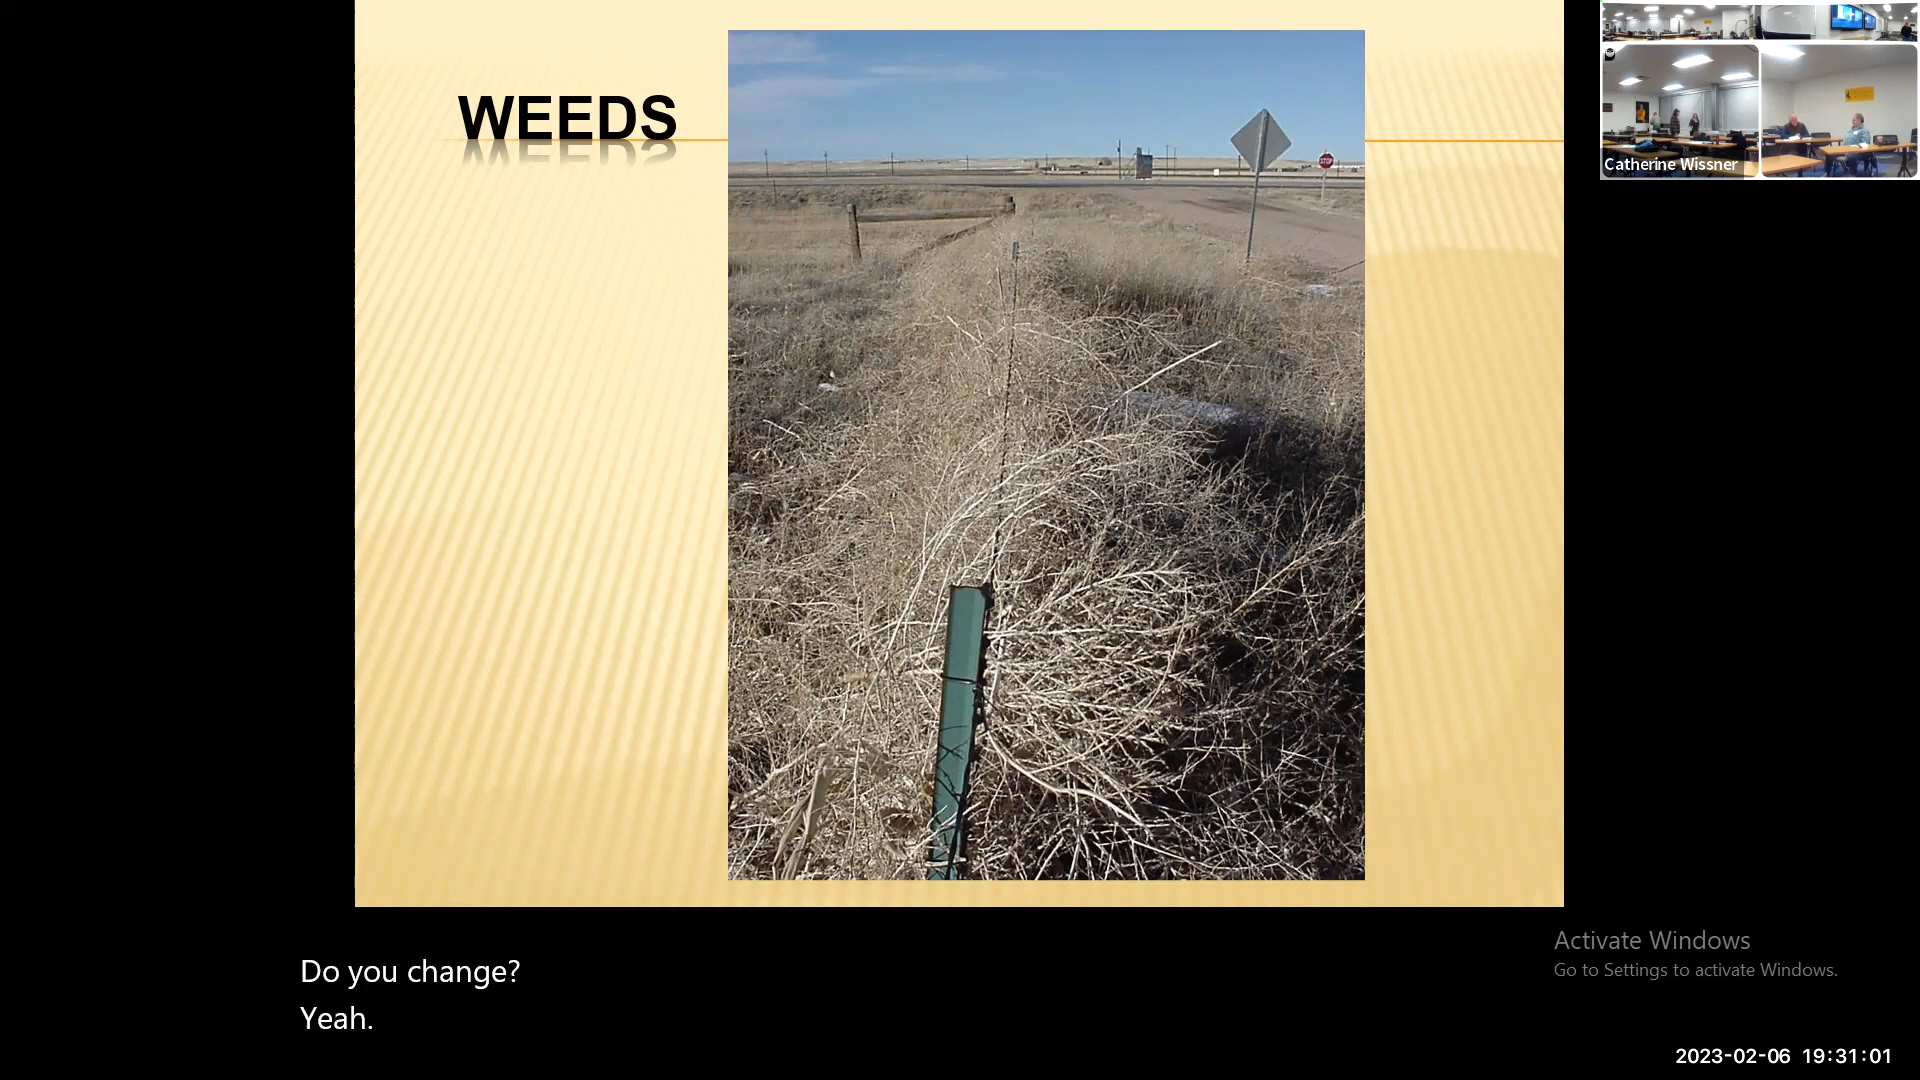 WEEDS
STOP
Catherine Wissner
Do you change?
Yeah.
Activate Windows
Go to Settings to activate Windows.
2023-02-06 19:31:01